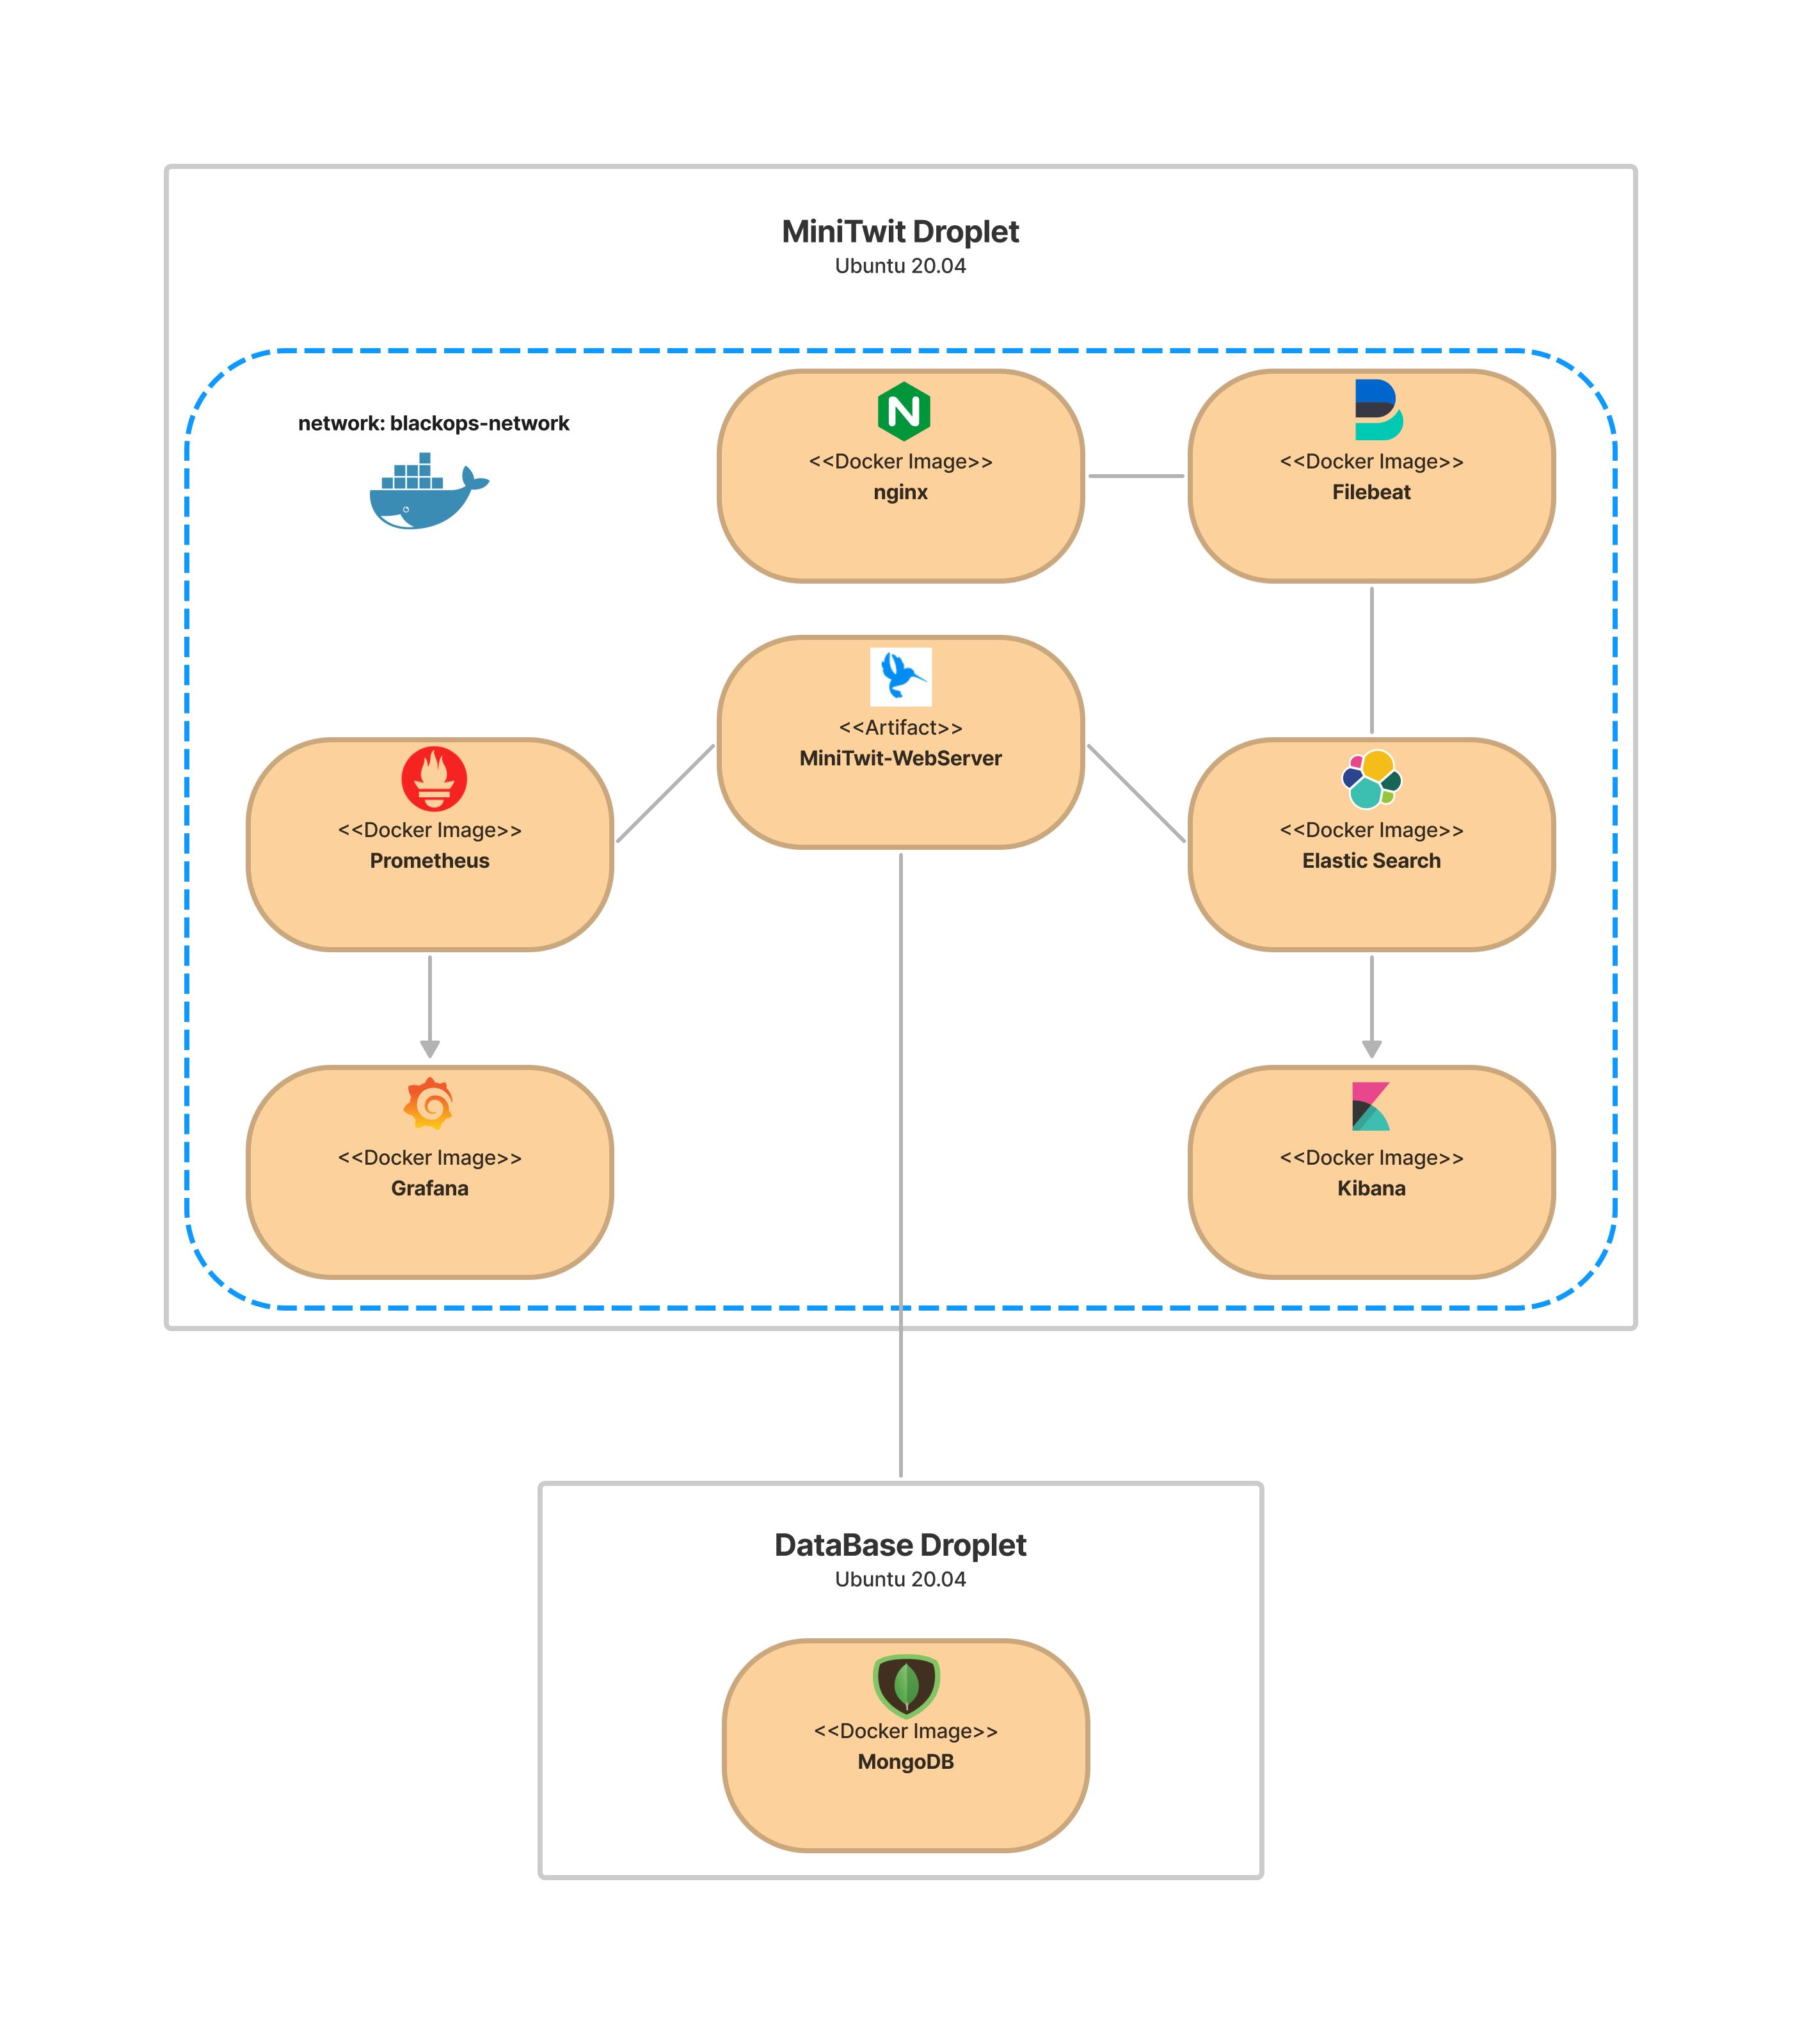 MiniTwit Droplet
Ubuntu 20.04
network: blackops-network
<<Docker Image>>
nginx
<<Docker Image>>
Filebeat
<<Artifact>>
MiniTwit-WebServer
<<Docker Image>>
Prometheus
<<Docker Image>>
Elastic Search
<<Docker Image>>
Grafana
<<Docker Image>>
Kibana
DataBase Droplet
Ubuntu 20.04
<<Docker Image>>
MongoDB